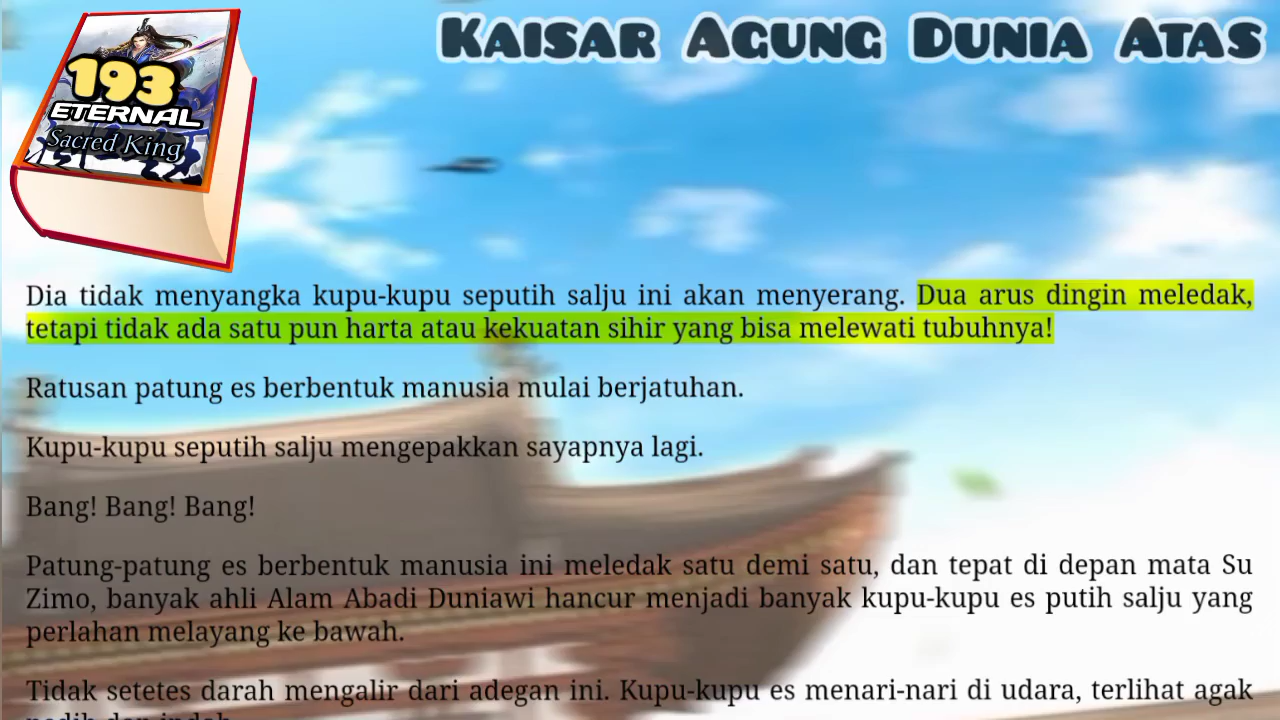 KAISAR AGUNG DUNIA ATAS
193
ETERNAL
Sacred King
Dia tidak menyangka kupu-kupu seputih salju ini akan menyerang. Dua arus dingin meledak,
tetapi tidak ada satu pun harta atau kekuatan sihir yang bisa melewati tubuhnya!
Ratusan patung es berbentuk manusia mulai berjatuhan.
Kupu-kupu seputih salju mengepakkan sayapnya lagi.
Bang! Bang! Bang!
Patung-patung es berbentuk manusia ini meledak satu demi satu, dan tepat di depan mata Su
Zimo, banyak ahli Alam Abadi Duniawi hancur menjadi banyak kupu-kupu es putih salju yang
perlahan melayang ke bawah.
Tidak setetes darah mengalir dari adegan ini. Kupu-kupu es menari-nari di udara, terlihat agak